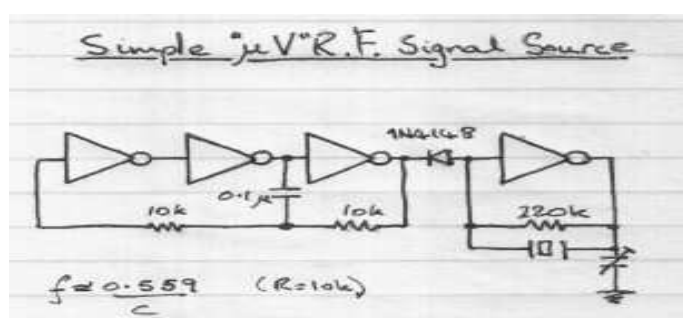 Simple "μV" R.F. Signal Source
1N4148
0.1μ
10k
10k
220k
f ≈ 0.559 (R=10k)
C